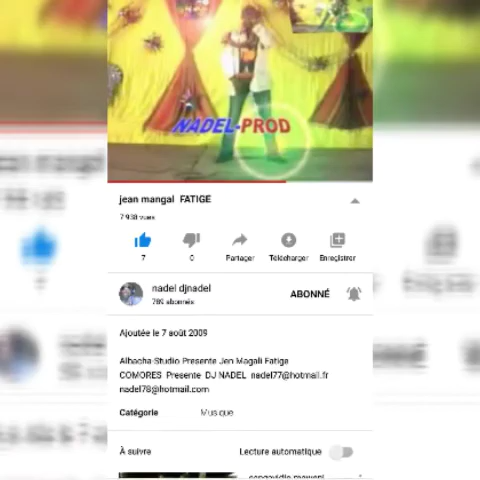 NADEL-PROD
jean mangal FATIGE
7 938 vues
7
0
Partager
Télécharger
Enregistrer
nadel djnadel
789 abonnés
ABONNÉ
Ajoutée le 7 août 2009
Albacha Studio Presente Jen Magali Fatige
COMORES Presente DJ NADEL nadel77@hotmail.fr
nadel78@hotmail.com
Catégorie
Musique
À suivre
Lecture automatique